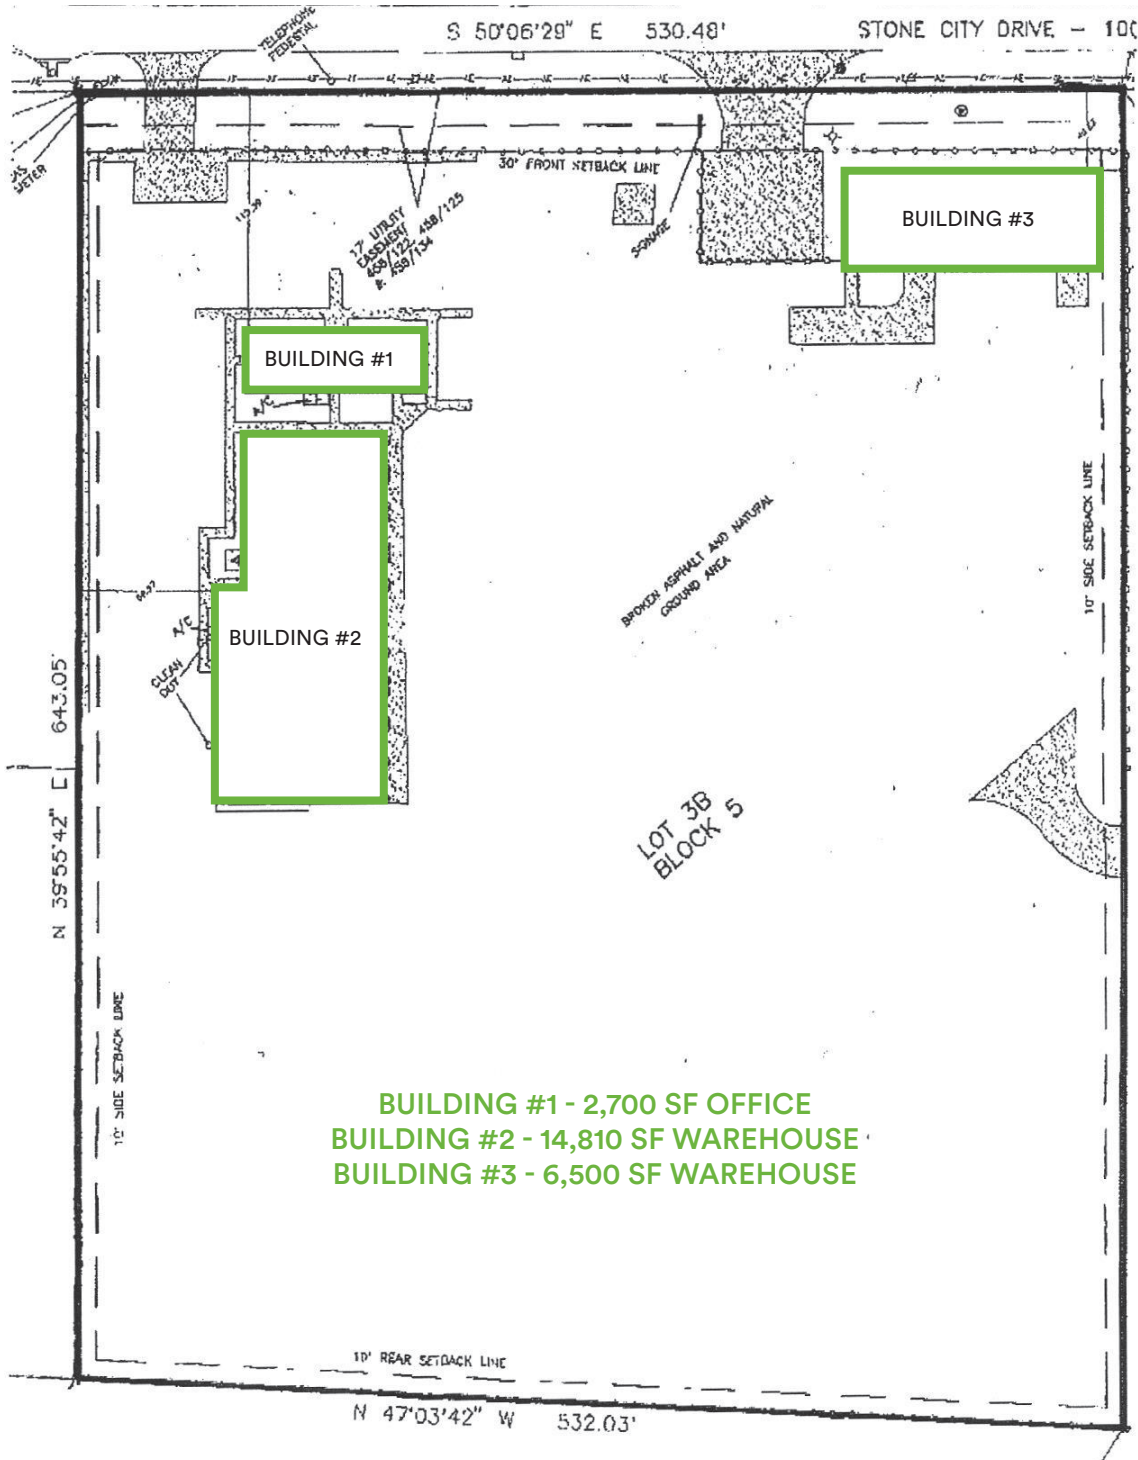 S 50°06'29" E 530.48' STONE CITY DRIVE - 100
TELEPHONE
PEDESTAL
METER
30' FRONT SETBACK LINE
17' UTILITY
EASEMENT
458/122, 458/125
& 459/134
SIGNAGE
BUILDING #3
BUILDING #1
A/C
BUILDING #2
A/C
CLEAN
OUT
BROKEN ASPHALT AND NATURAL
GROUND AREA
10' SIDE SETBACK LINE
N 39°55'42" E 643.05'
LOT 3B
BLOCK 5
10' SIDE SETBACK LINE
BUILDING #1 - 2,700 SF OFFICE
BUILDING #2 - 14,810 SF WAREHOUSE
BUILDING #3 - 6,500 SF WAREHOUSE
10' REAR SETBACK LINE
N 47°03'42" W 532.03'